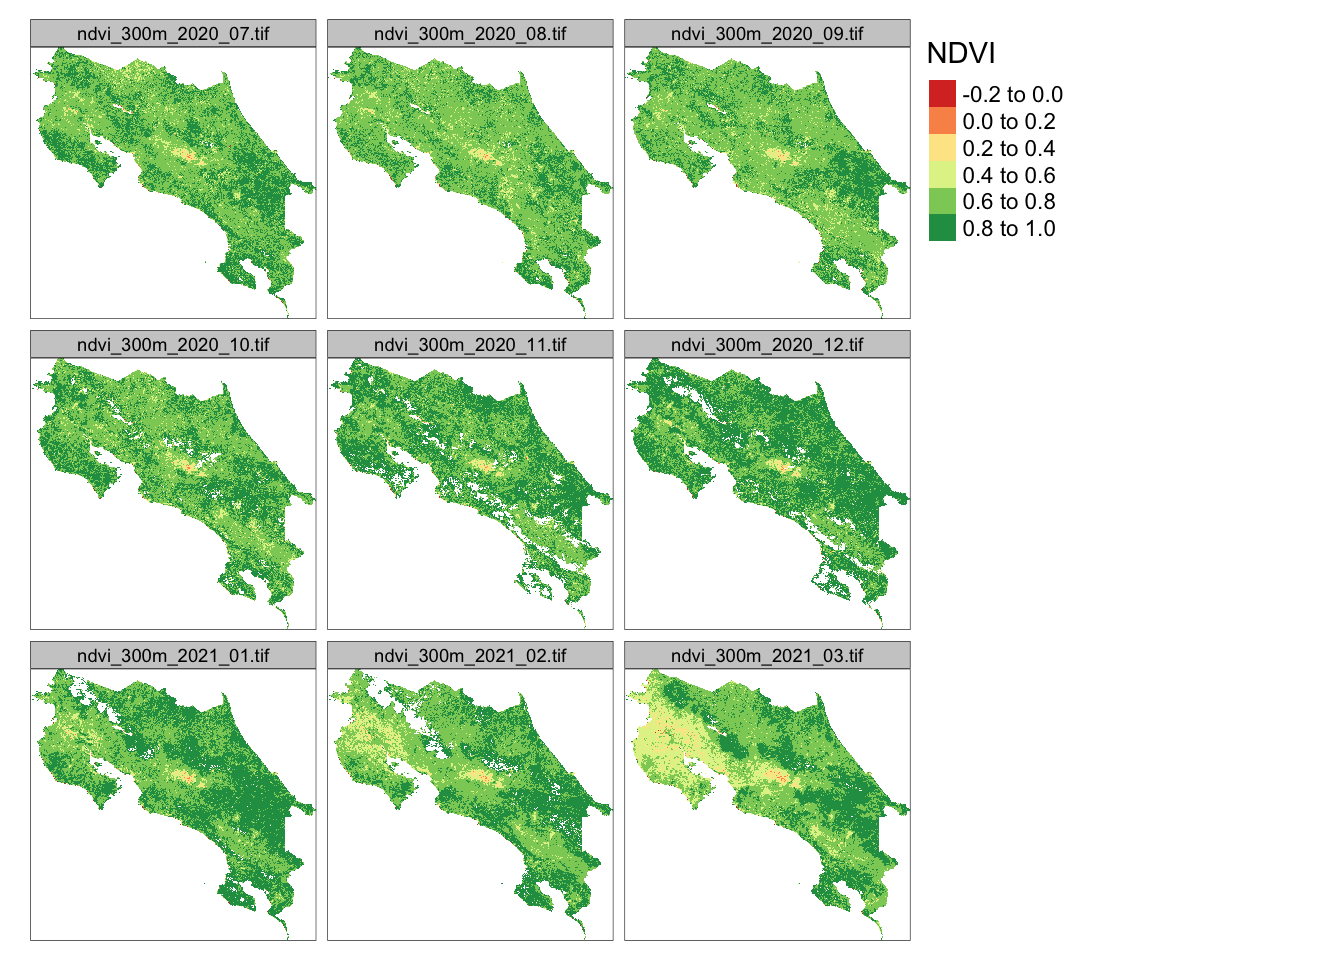 ndvi_300m_2020_07.tif
ndvi_300m_2020_08.tif
ndvi_300m_2020_09.tif
NDVI
-0.2 to 0.0
0.0 to 0.2
0.2 to 0.4
0.4 to 0.6
0.6 to 0.8
0.8 to 1.0
ndvi_300m_2020_10.tif
ndvi_300m_2020_11.tif
ndvi_300m_2020_12.tif
ndvi_300m_2021_01.tif
ndvi_300m_2021_02.tif
ndvi_300m_2021_03.tif